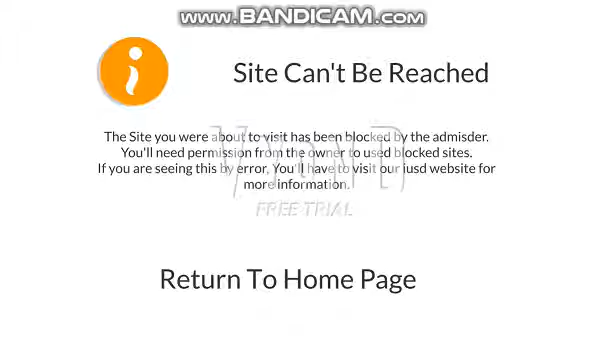 www.BANDICAM.com
Site Can't Be Reached
The Site you were about to visit has been blocked by the admisder.
You'll need permission from the owner to used blocked sites.
If you are seeing this by error, You'll have to visit our iusd website for
more information.
Vyond
FREE TRIAL
Return To Home Page